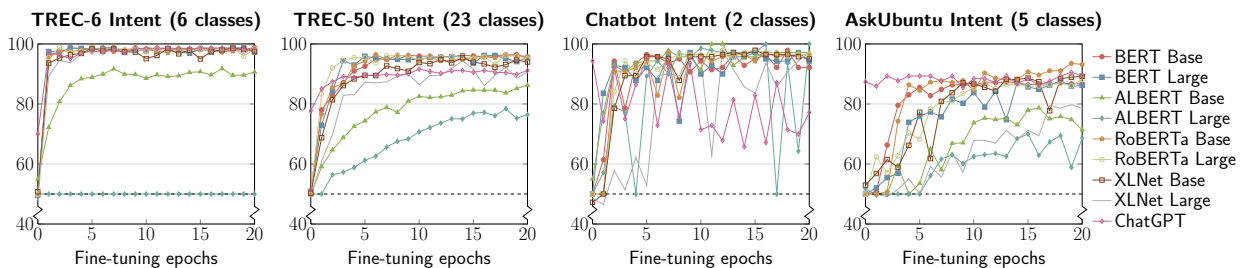 TREC-6 Intent (6 classes)
TREC-50 Intent (23 classes)
Chatbot Intent (2 classes)
AskUbuntu Intent (5 classes)
100
80
60
40
0 5 10 15 20
Fine-tuning epochs
100
80
60
40
0 5 10 15 20
Fine-tuning epochs
100
80
60
40
0 5 10 15 20
Fine-tuning epochs
100
80
60
40
0 5 10 15 20
Fine-tuning epochs
BERT Base
BERT Large
ALBERT Base
ALBERT Large
RoBERTa Base
RoBERTa Large
XLNet Base
XLNet Large
ChatGPT